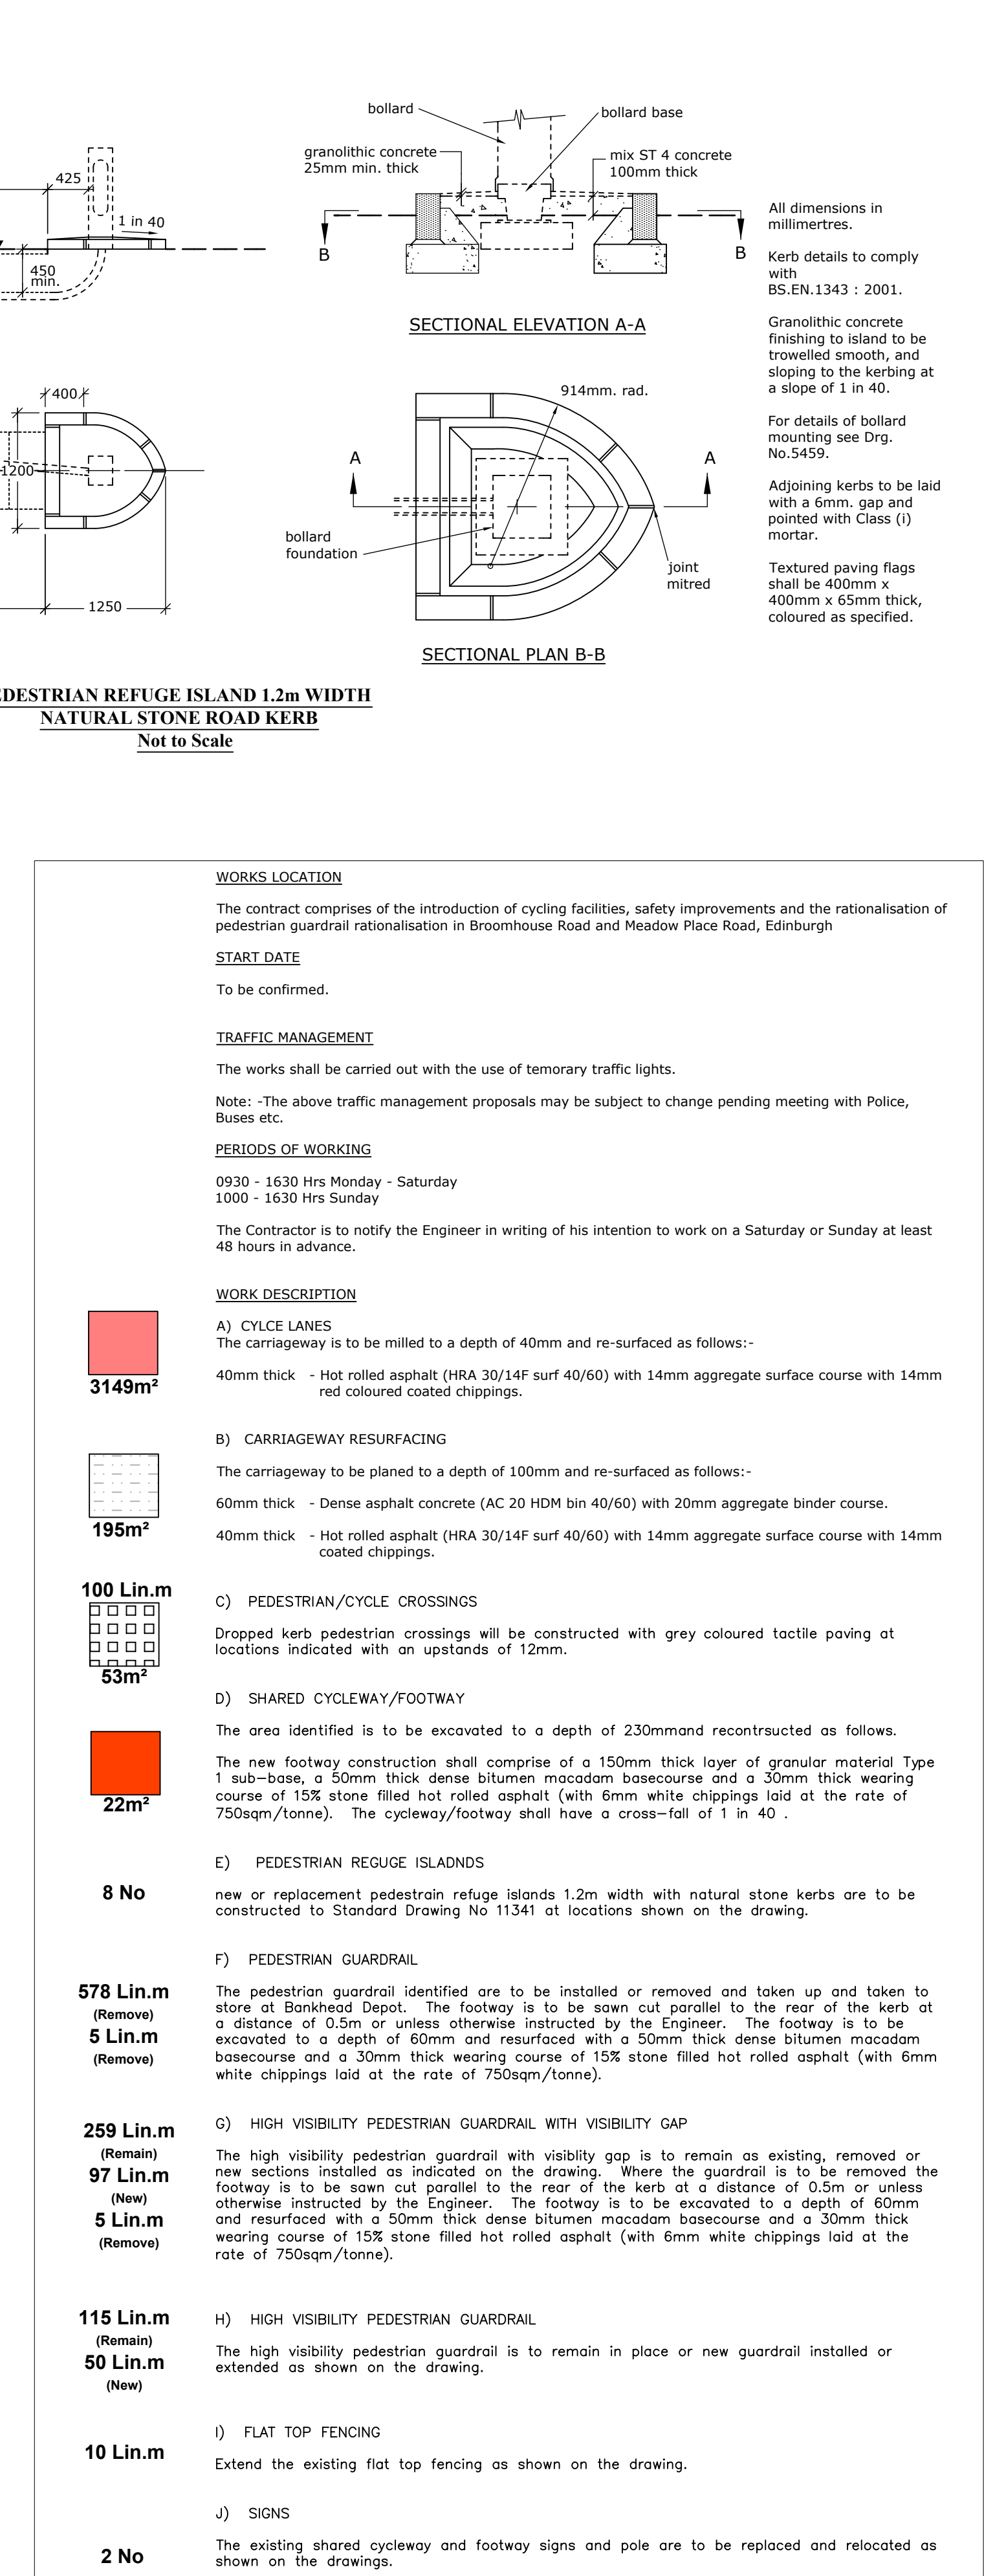 bollard
bollard base
granolithic concrete
25mm min. thick
mix ST 4 concrete
100mm thick
425
1 in 40
450
min.
B
B
SECTIONAL ELEVATION A-A
All dimensions in
millimertres.
Kerb details to comply
with
BS.EN.1343 : 2001.
Granolithic concrete
finishing to island to be
trowelled smooth, and
sloping to the kerbing at
a slope of 1 in 40.
For details of bollard
mounting see Drg.
No.5459.
Adjoining kerbs to be laid
with a 6mm. gap and
pointed with Class (i)
mortar.
Textured paving flags
shall be 400mm x
400mm x 65mm thick,
coloured as specified.
400
1200
1250
914mm. rad.
A
A
bollard
foundation
joint
mitred
SECTIONAL PLAN B-B
EDESTRIAN REFUGE ISLAND 1.2m WIDTH
NATURAL STONE ROAD KERB
Not to Scale
WORKS LOCATION
The contract comprises of the introduction of cycling facilities, safety improvements and the rationalisation of
pedestrian guardrail rationalisation in Broomhouse Road and Meadow Place Road, Edinburgh
START DATE
To be confirmed.
TRAFFIC MANAGEMENT
The works shall be carried out with the use of temorary traffic lights.
Note: -The above traffic management proposals may be subject to change pending meeting with Police,
Buses etc.
PERIODS OF WORKING
0930 - 1630 Hrs Monday - Saturday
1000 - 1630 Hrs Sunday
The Contractor is to notify the Engineer in writing of his intention to work on a Saturday or Sunday at least
48 hours in advance.
WORK DESCRIPTION
A) CYLCE LANES
The carriageway is to be milled to a depth of 40mm and re-surfaced as follows:-
3149m²
40mm thick - Hot rolled asphalt (HRA 30/14F surf 40/60) with 14mm aggregate surface course with 14mm
red coloured coated chippings.
B) CARRIAGEWAY RESURFACING
The carriageway to be planed to a depth of 100mm and re-surfaced as follows:-
60mm thick - Dense asphalt concrete (AC 20 HDM bin 40/60) with 20mm aggregate binder course.
195m²
40mm thick - Hot rolled asphalt (HRA 30/14F surf 40/60) with 14mm aggregate surface course with 14mm
coated chippings.
100 Lin.m
C) PEDESTRIAN/CYCLE CROSSINGS
Dropped kerb pedestrian crossings will be constructed with grey coloured tactile paving at
locations indicated with an upstands of 12mm.
53m²
D) SHARED CYCLEWAY/FOOTWAY
The area identified is to be excavated to a depth of 230mmand recontrsucted as follows.
The new footway construction shall comprise of a 150mm thick layer of granular material Type
1 sub-base, a 50mm thick dense bitumen macadam basecourse and a 30mm thick wearing
course of 15% stone filled hot rolled asphalt (with 6mm white chippings laid at the rate of
750sqm/tonne). The cycleway/footway shall have a cross-fall of 1 in 40 .
22m²
E) PEDESTRIAN REGUGE ISLADNDS
8 No
new or replacement pedestrain refuge islands 1.2m width with natural stone kerbs are to be
constructed to Standard Drawing No 11341 at locations shown on the drawing.
F) PEDESTRIAN GUARDRAIL
578 Lin.m
(Remove)
5 Lin.m
(Remove)
The pedestrian guardrail identified are to be installed or removed and taken up and taken to
store at Bankhead Depot. The footway is to be sawn cut parallel to the rear of the kerb at
a distance of 0.5m or unless otherwise instructed by the Engineer. The footway is to be
excavated to a depth of 60mm and resurfaced with a 50mm thick dense bitumen macadam
basecourse and a 30mm thick wearing course of 15% stone filled hot rolled asphalt (with 6mm
white chippings laid at the rate of 750sqm/tonne).
G) HIGH VISIBILITY PEDESTRIAN GUARDRAIL WITH VISIBILITY GAP
259 Lin.m
(Remain)
97 Lin.m
(New)
5 Lin.m
(Remove)
The high visibility pedestrian guardrail with visiblity gap is to remain as existing, removed or
new sections installed as indicated on the drawing. Where the guardrail is to be removed the
footway is to be sawn cut parallel to the rear of the kerb at a distance of 0.5m or unless
otherwise instructed by the Engineer. The footway is to be excavated to a depth of 60mm
and resurfaced with a 50mm thick dense bitumen macadam basecourse and a 30mm thick
wearing course of 15% stone filled hot rolled asphalt (with 6mm white chippings laid at the
rate of 750sqm/tonne).
115 Lin.m
(Remain)
50 Lin.m
(New)
H) HIGH VISIBILITY PEDESTRIAN GUARDRAIL
The high visibility pedestrian guardrail is to remain in place or new guardrail installed or
extended as shown on the drawing.
I) FLAT TOP FENCING
10 Lin.m
Extend the existing flat top fencing as shown on the drawing.
J) SIGNS
2 No
The existing shared cycleway and footway signs and pole are to be replaced and relocated as
shown on the drawings.